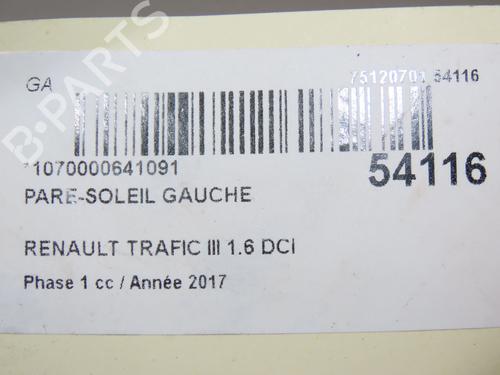 GA
75120701 54116
*1070000641091
54116
PARE-SOLEIL GAUCHE
RENAULT TRAFIC III 1.6 DCI
Phase 1 cc / Année 2017
B-PARTS